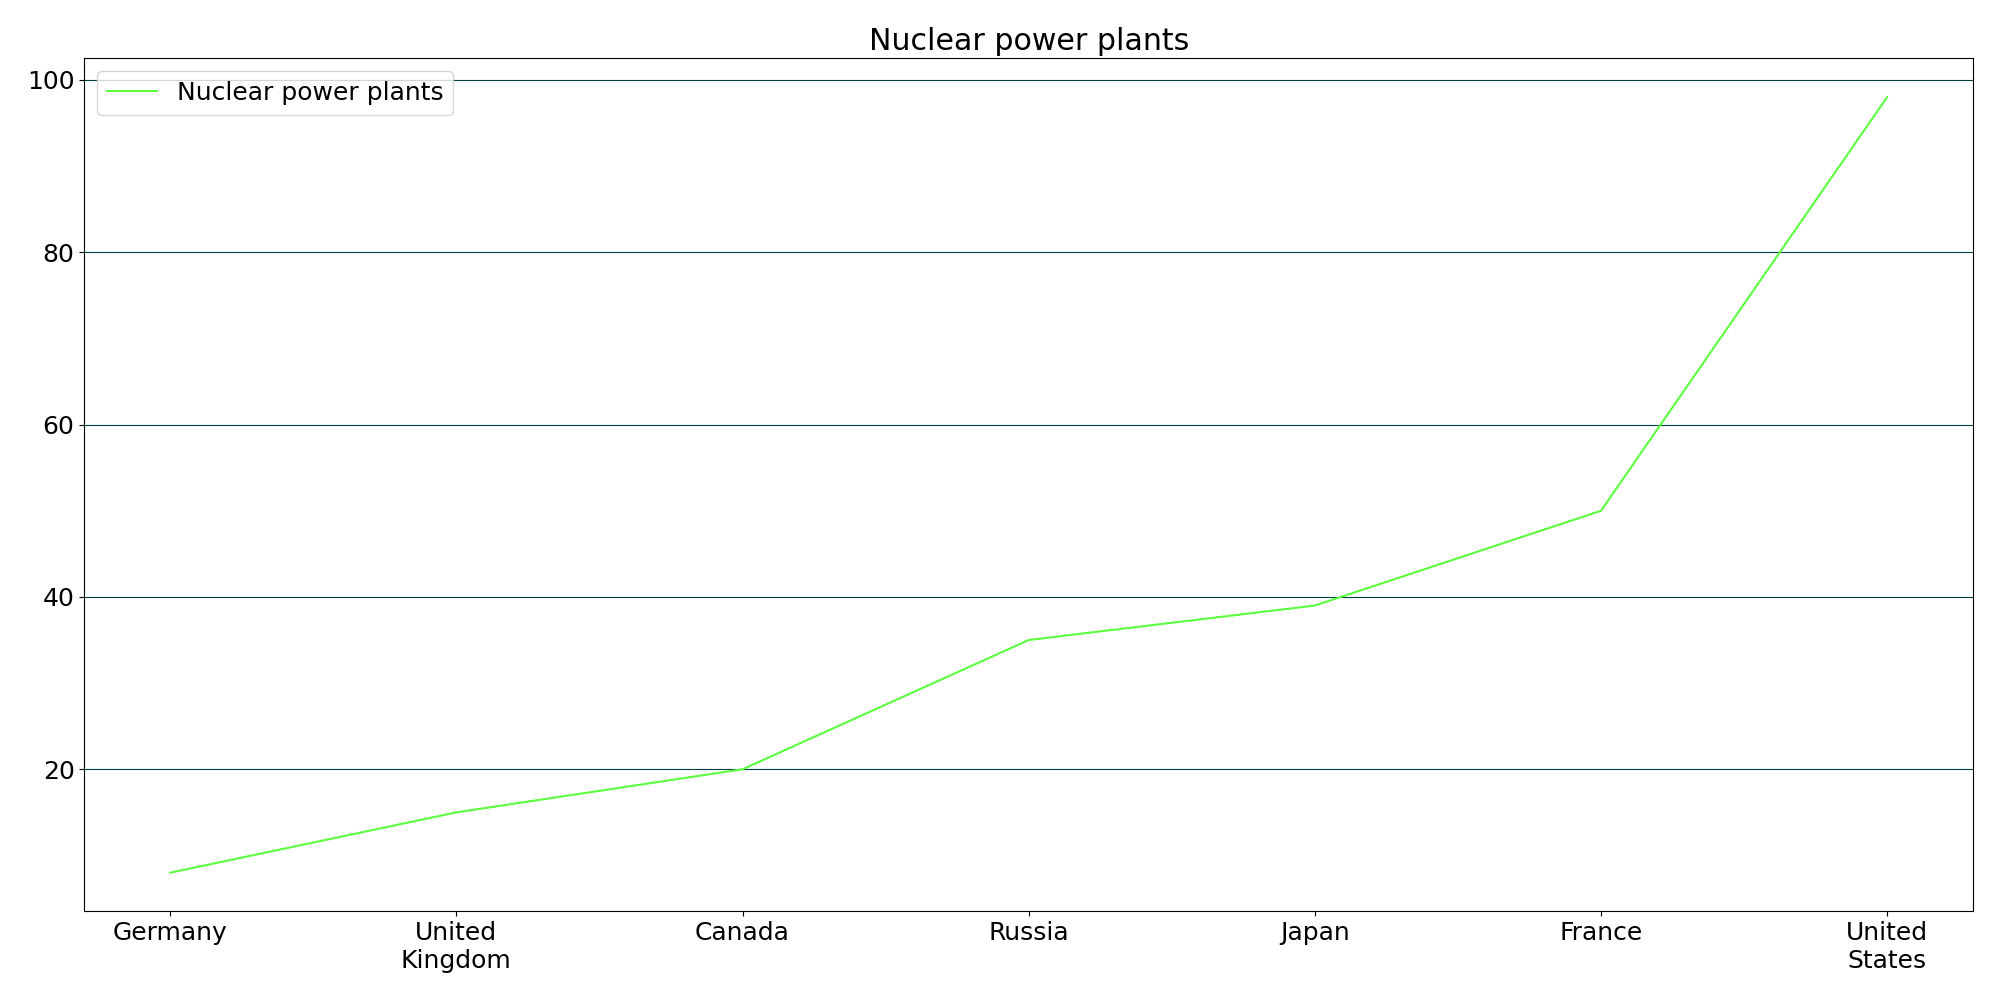 Nuclear power plants
Nuclear power plants
100
80
60
40
20
Germany
United
Kingdom
Canada
Russia
Japan
France
United
States